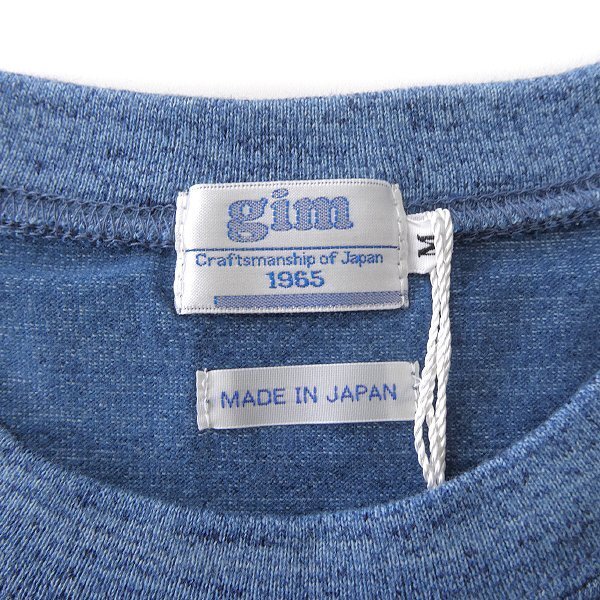 gim
Craftsmanship of Japan
1965
M
MADE IN JAPAN